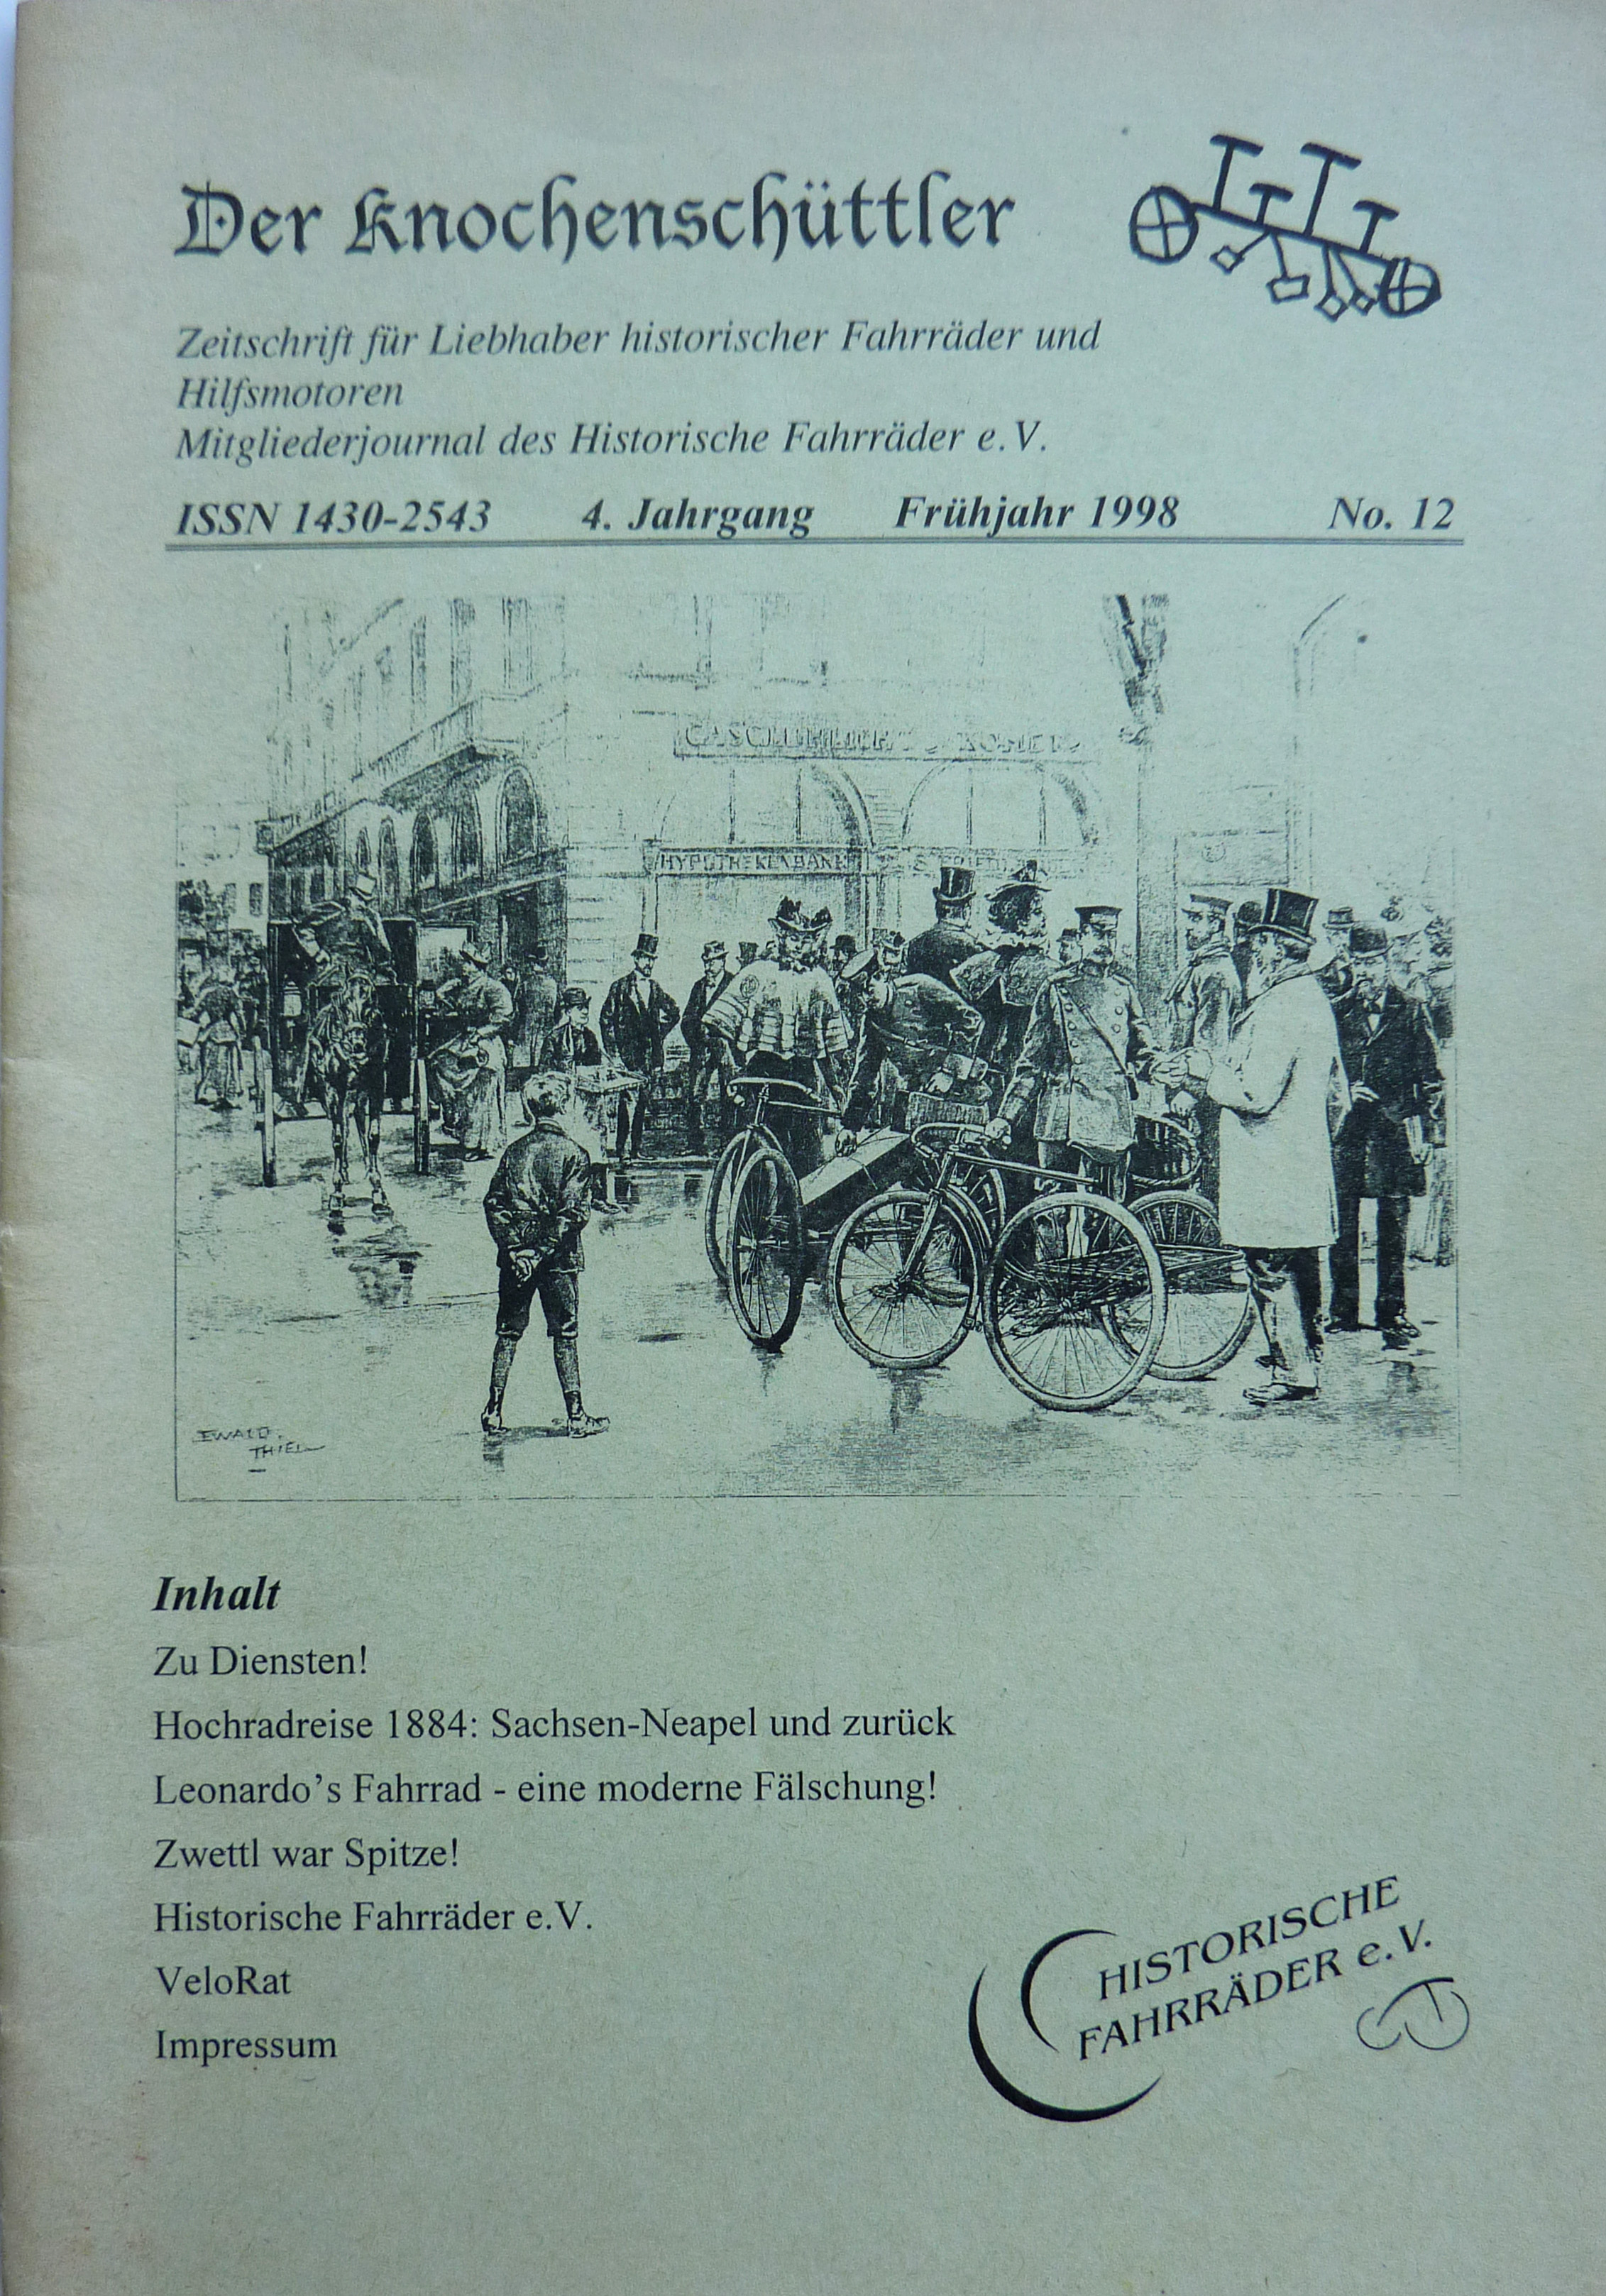 Der Knochenschüttler
Zeitschrift für Liebhaber historischer Fahrräder und
Hilfsmotoren
Mitgliederjournal des Historische Fahrräder e.V.
ISSN 1430-2543 4. Jahrgang Frühjahr 1998 No. 12
HYPOTHEKENBANK
EWALD
THIEL
Inhalt
Zu Diensten!
Hochradreise 1884: Sachsen-Neapel und zurück
Leonardo's Fahrrad - eine moderne Fälschung!
Zwettl war Spitze!
Historische Fahrräder e.V.
VeloRat
Impressum
HISTORISCHE
FAHRRÄDER e.V.